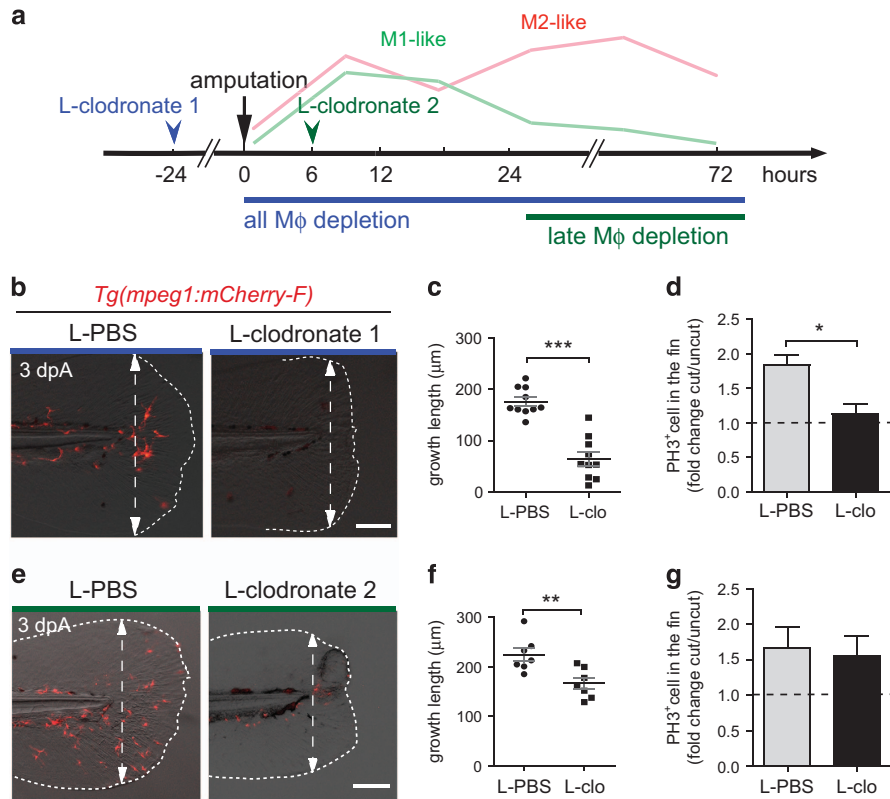 a
M1-like
M2-like
amputation
L-clodronate 1
L-clodronate 2
-24
0
6
12
24
72
hours
all Mϕ depletion
late Mϕ depletion
b
Tg(mpeg1:mCherry-F)
L-PBS
L-clodronate 1
3 dpA
c
growth length (μm)
300
200
100
0
***
L-PBS
L-clo
d
PH3+cell in the fin
(fold change cut/uncut)
2.5
2.0
1.5
1.0
0.5
0.0
*
L-PBS
L-clo
e
L-PBS
L-clodronate 2
3 dpA
f
growth length (μm)
300
200
100
0
**
L-PBS
L-clo
g
PH3+cell in the fin
(fold change cut/uncut)
2.5
2.0
1.5
1.0
0.5
0.0
L-PBS
L-clo